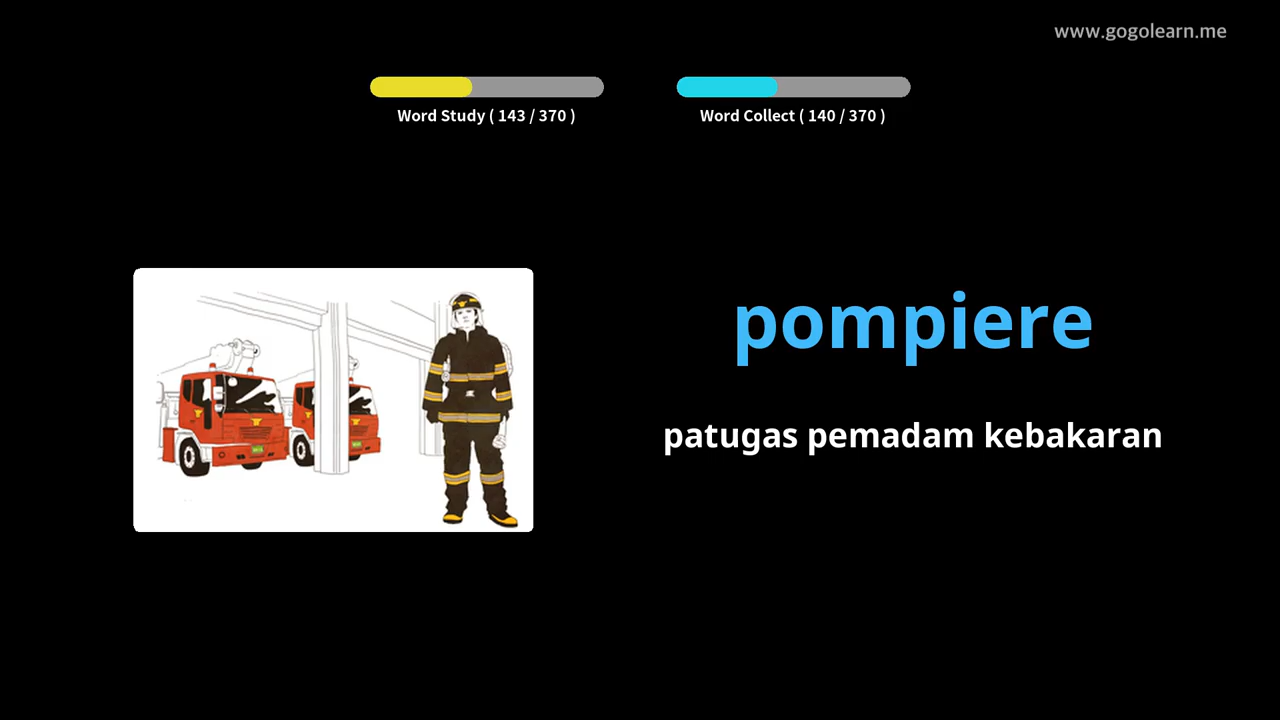 www.gogolearn.me
Word Study ( 143 / 370 )
Word Collect ( 140 / 370 )
pompiere
patugas pemadam kebakaran